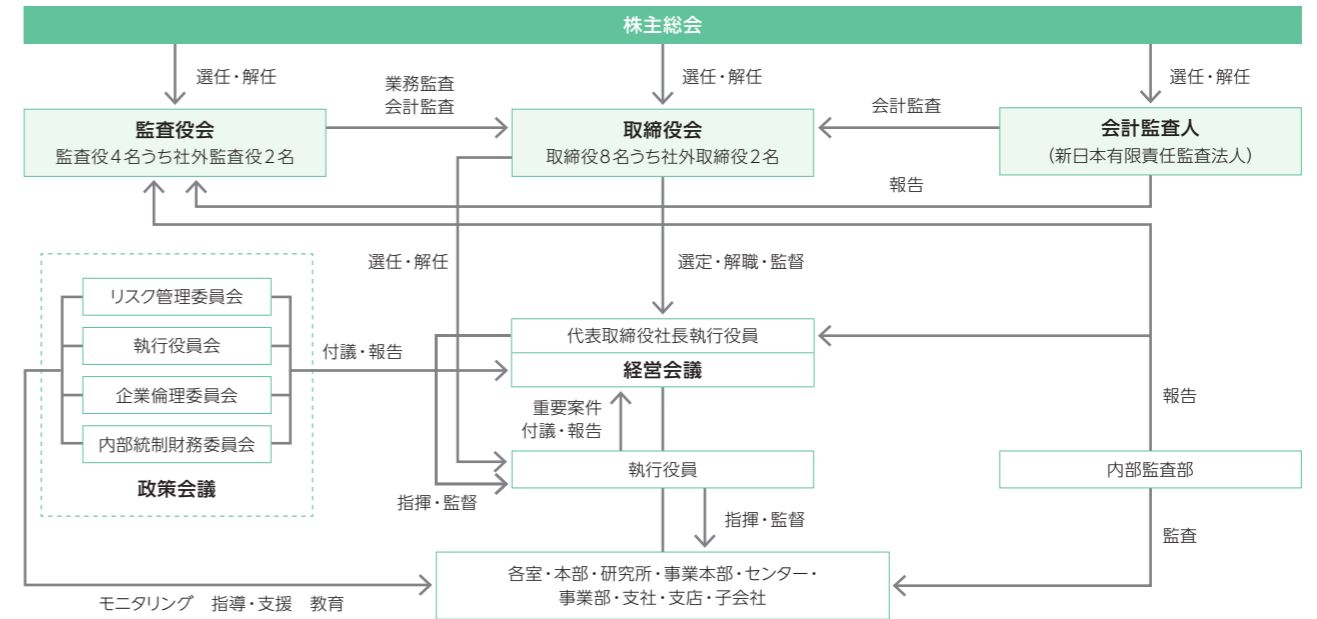 株主総会
選任・解任
業務監査
会計監査
選任・解任
会計監査
選任・解任
監査役会
監査役4名うち社外監査役2名
取締役会
取締役8名うち社外取締役2名
会計監査人
(新日本有限責任監査法人)
報告
選任・解任
選定・解職・監督
リスク管理委員会
執行役員会
企業倫理委員会
内部統制財務委員会
政策会議
付議・報告
代表取締役社長執行役員
経営会議
重要案件
付議・報告
報告
執行役員
内部監査部
指揮・監督
指揮・監督
監査
各室・本部・研究所・事業本部・センター・
事業部・支社・支店・子会社
モニタリング 指導・支援 教育